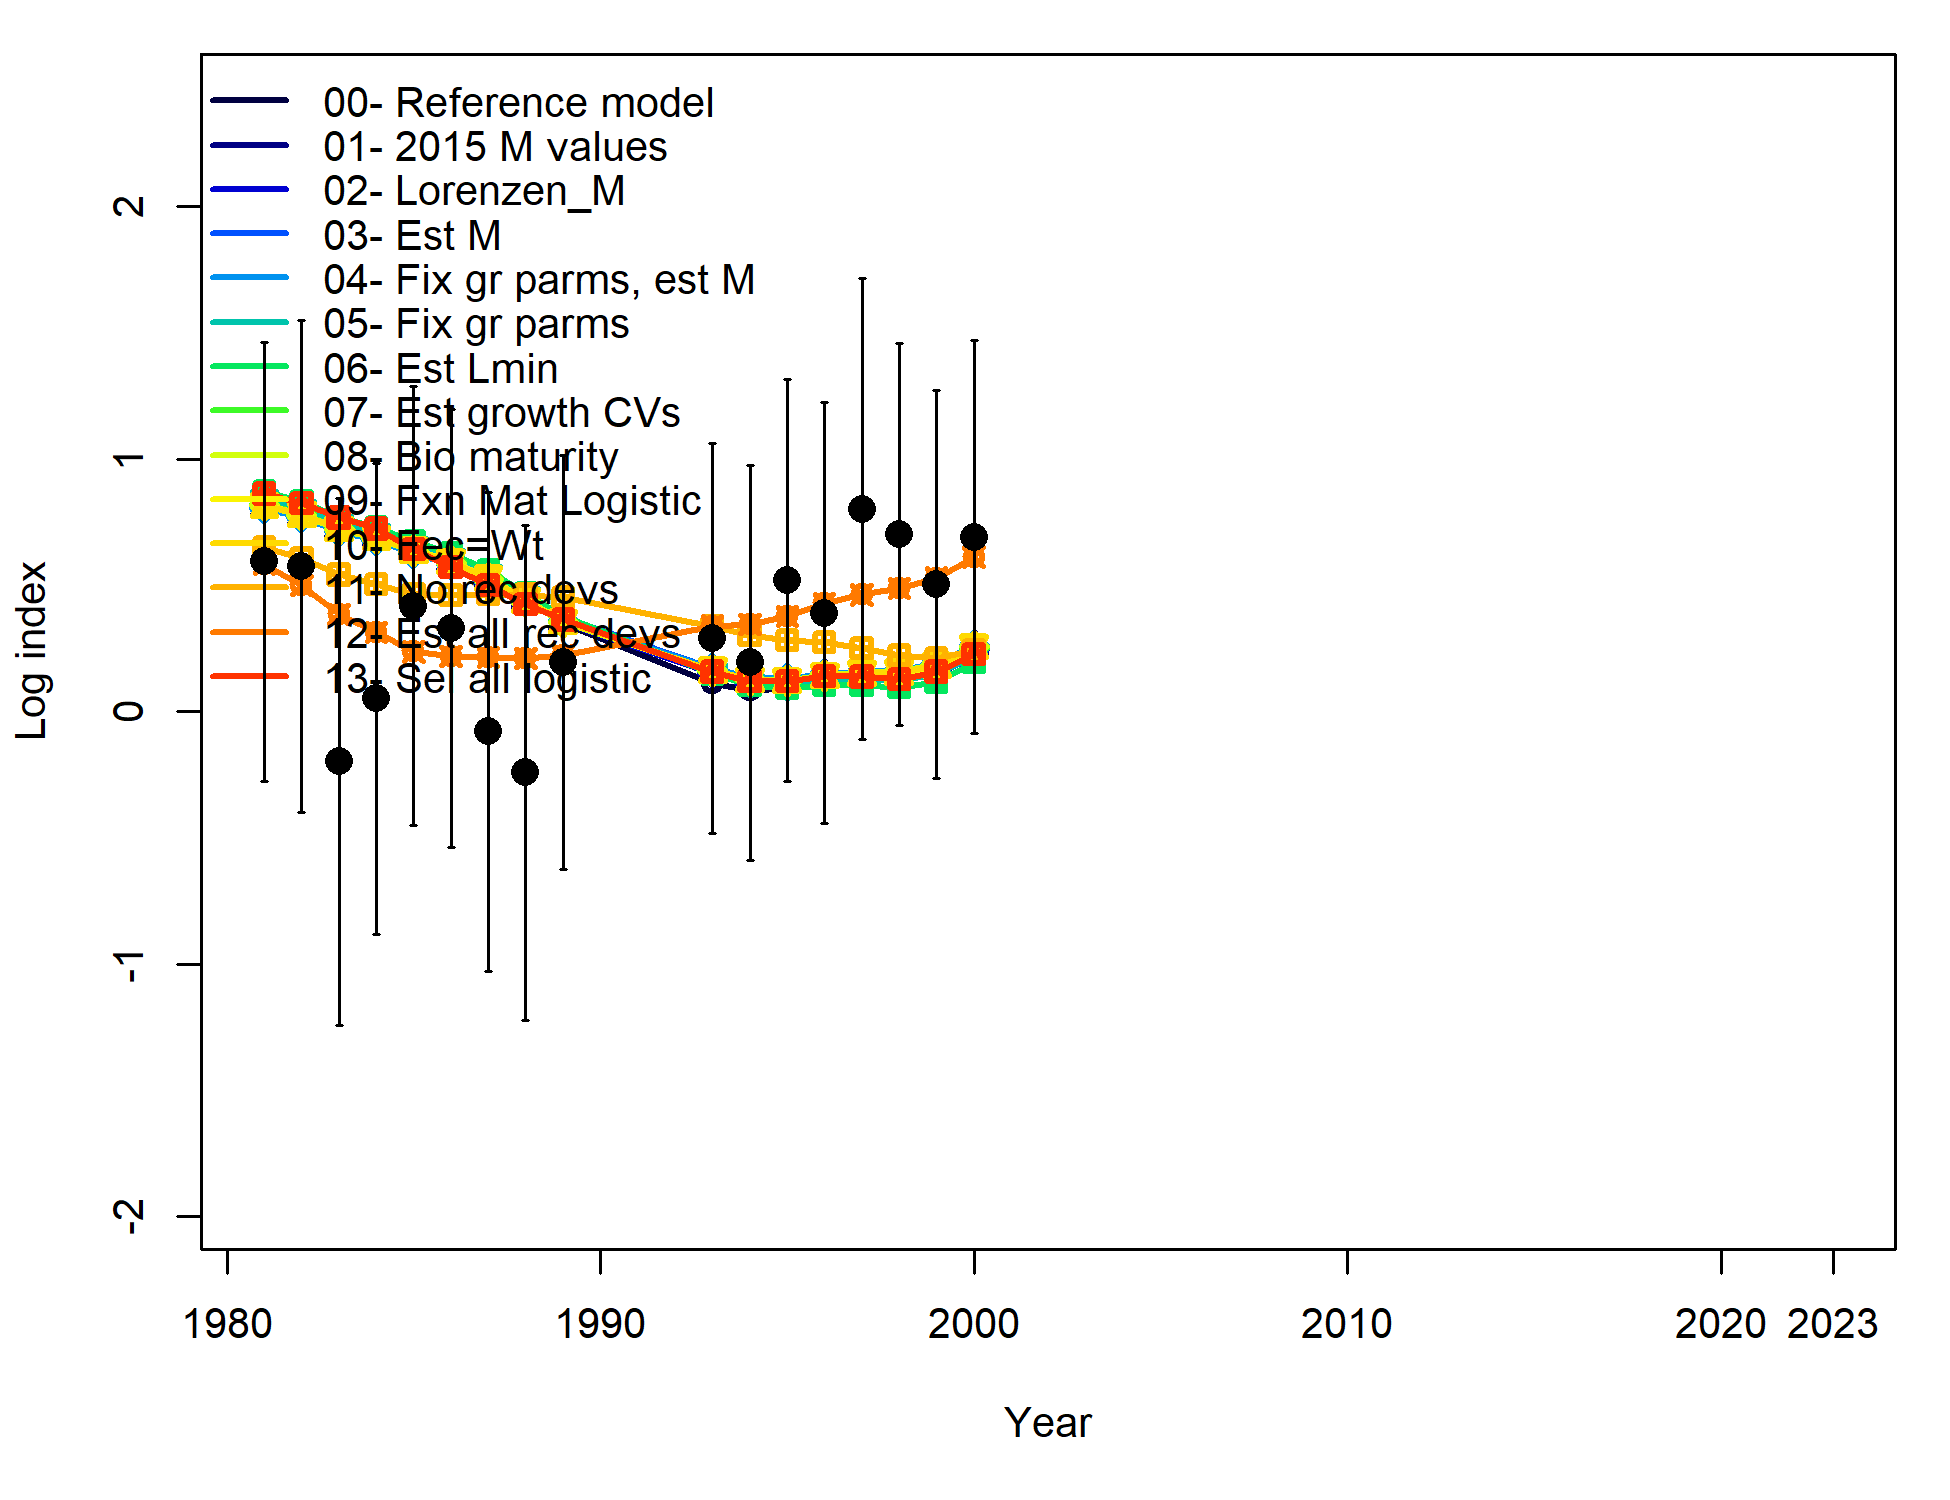 00- Reference model
01- 2015 M values
02- Lorenzen_M
03- Est M
04- Fix gr parms, est M
05- Fix gr parms
06- Est Lmin
07- Est growth CVs
08- Bio maturity
09- Fxn Mat Logistic
10- Fec=Wt
11- No rec devs
12- Est all rec devs
13- Sel all logistic
2
1
0
-1
-2
Log index
1980 1990 2000 2010 2020 2023
Year